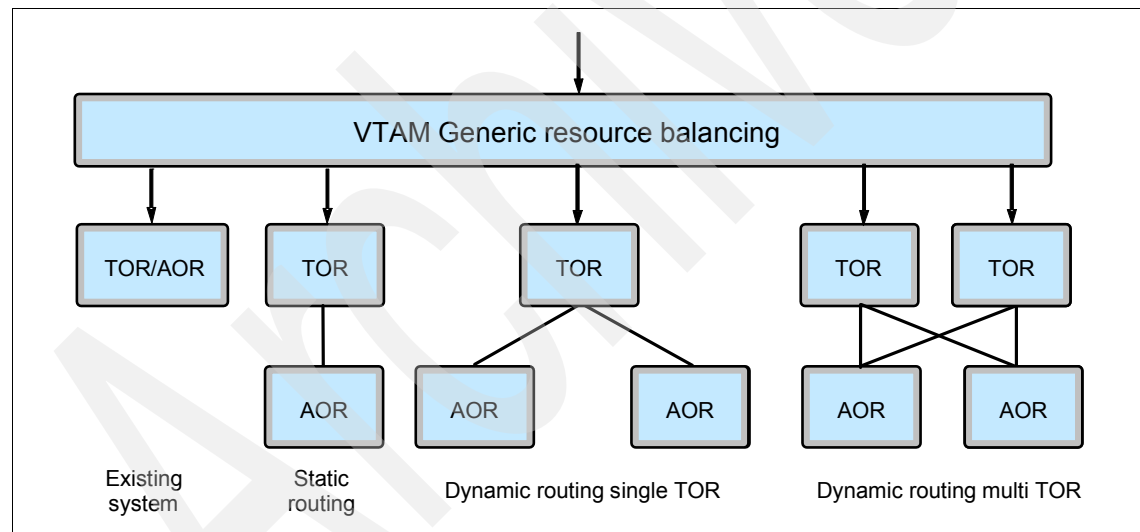 VTAM Generic resource balancing
TOR/AOR
TOR
TOR
TOR
TOR
AOR
AOR
AOR
AOR
AOR
Existing
system
Static
routing
Dynamic routing single TOR
Dynamic routing multi TOR